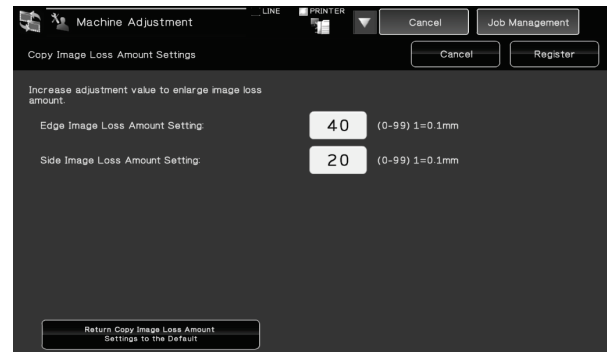 LINE PRINTER
Machine Adjustment Cancel Job Management
Copy Image Loss Amount Settings Cancel Register
Increase adjustment value to enlarge image loss
amount.
Edge Image Loss Amount Setting: 40 (0-99) 1=0.1mm
Side Image Loss Amount Setting: 20 (0-99) 1=0.1mm
Return Copy Image Loss Amount
Settings to the Default